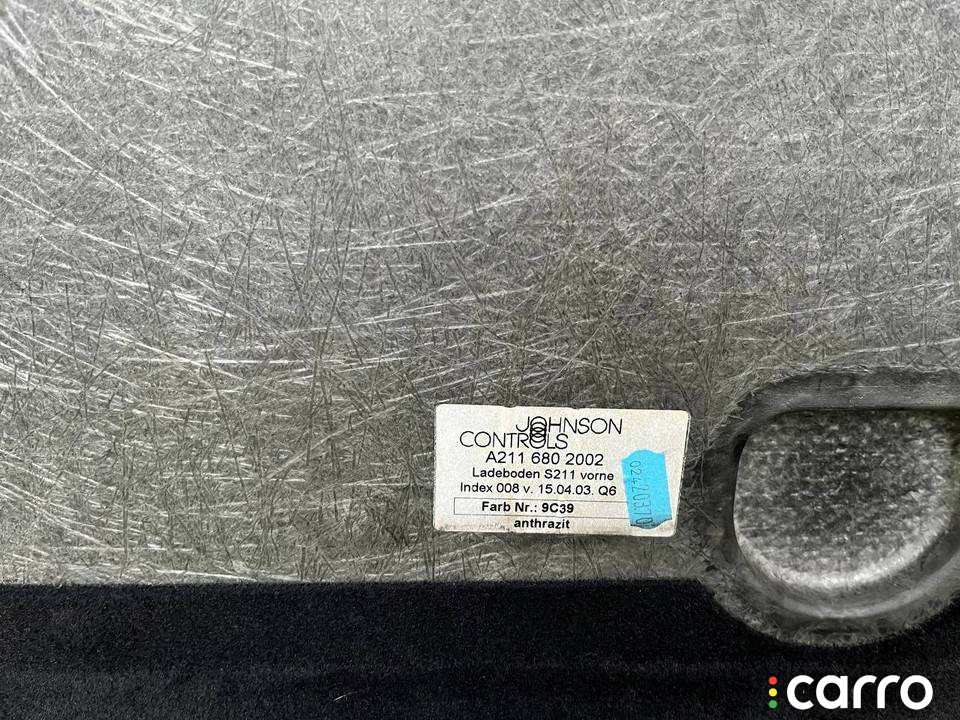 JOHNSON
CONTROLS
A211 680 2002
Ladeboden S211 vorne
Index 008 v. 15.04.03. Q6
Farb Nr.: 9C39
anthrazit
carro